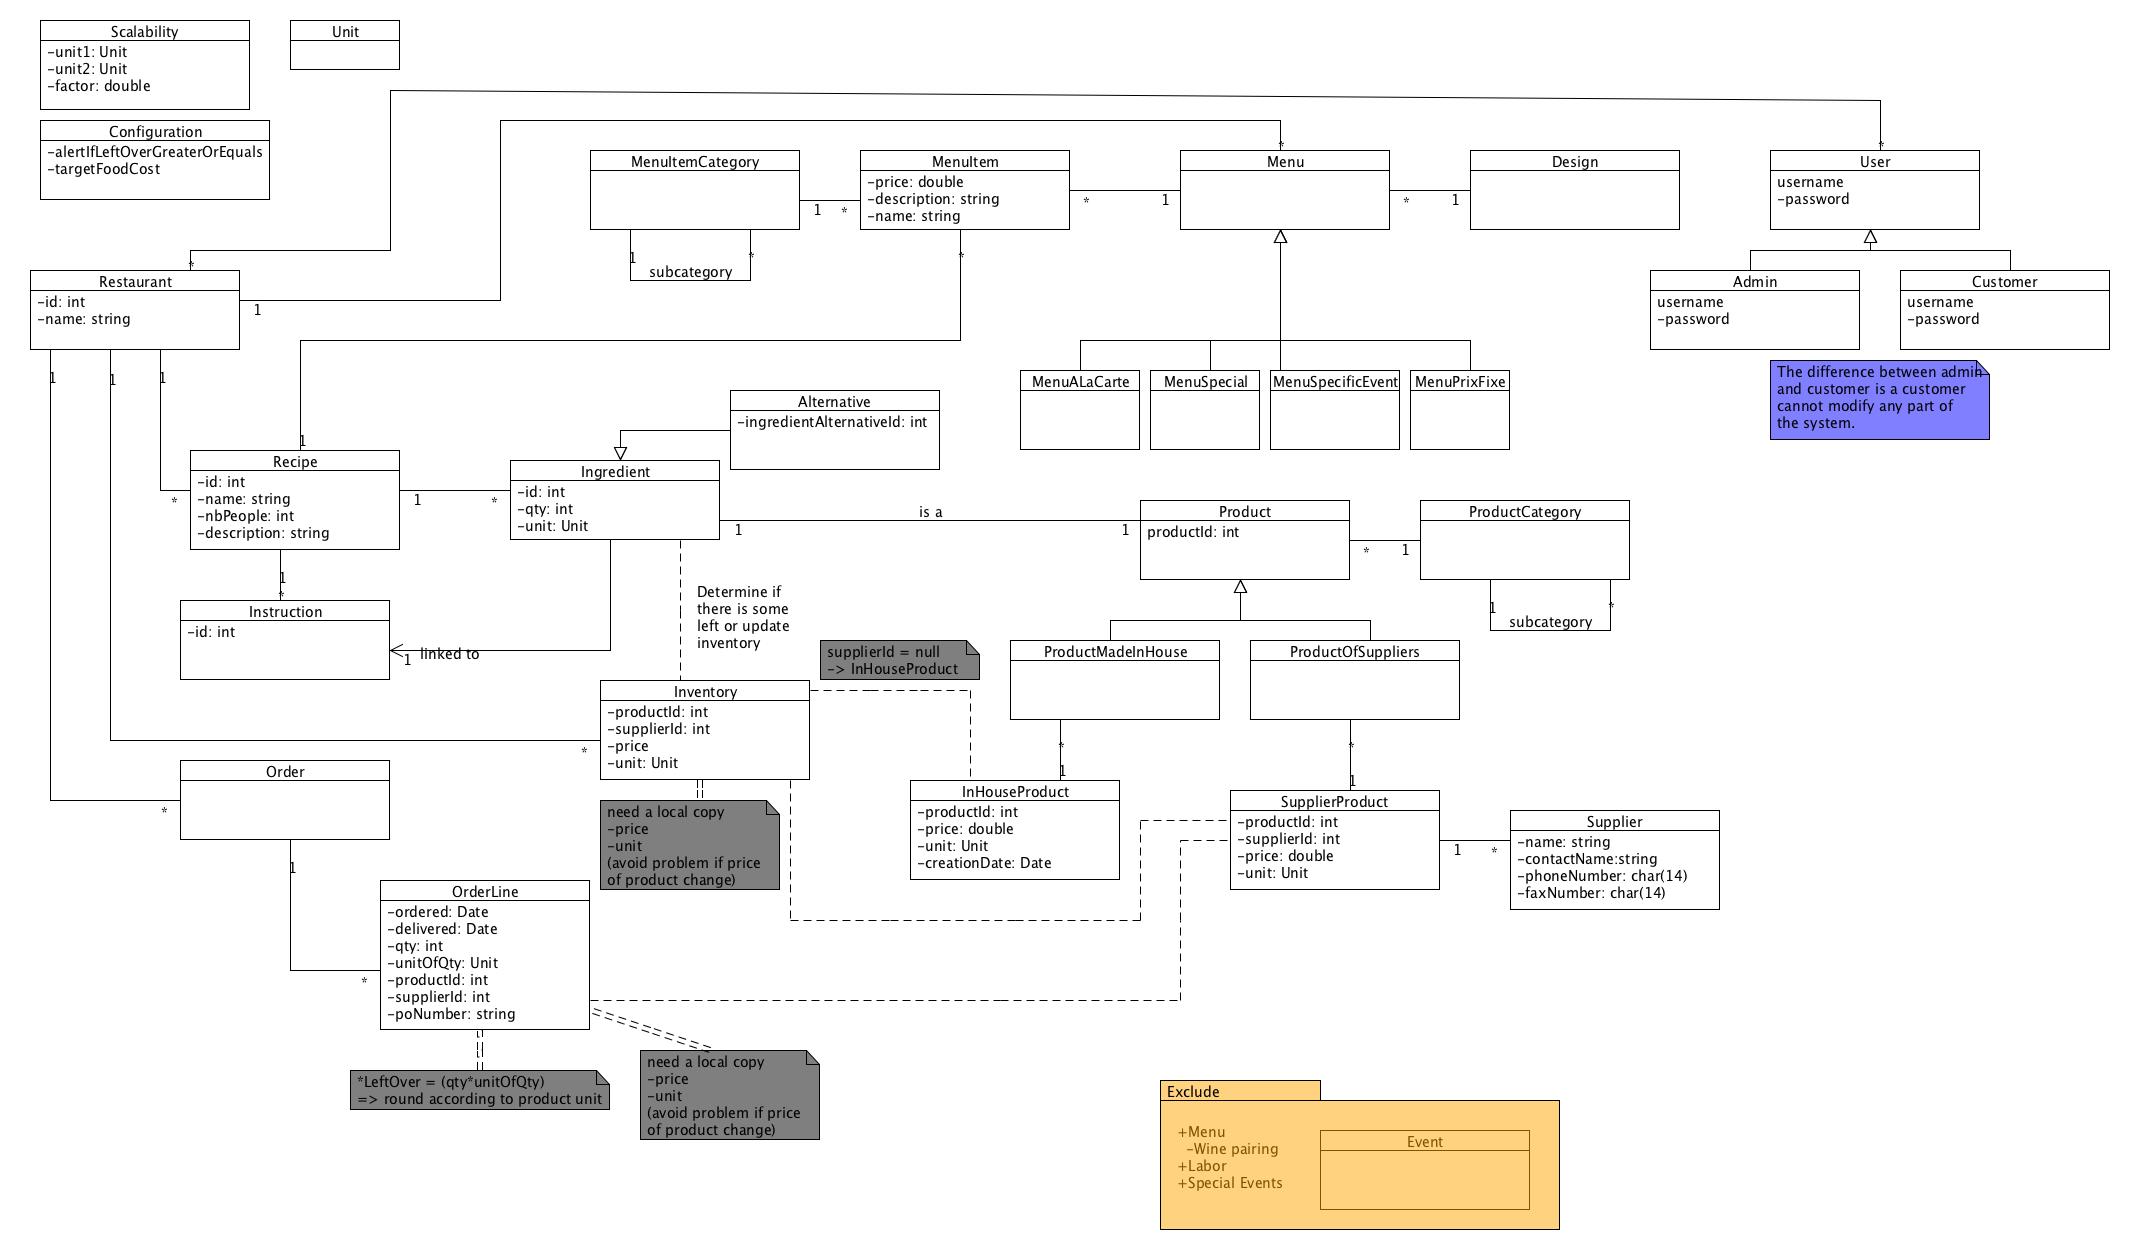 Scalability
-unit1: Unit
-unit2: Unit
-factor: double
Unit
Configuration
-alertIfLeftOverGreaterOrEquals
-targetFoodCost
MenuItemCategory
1
*
1
subcategory
*
MenuItem
-price: double
-description: string
-name: string
*
*
1
*
Menu
*
1
Design
*
User
username
-password
Admin
username
-password
Customer
username
-password
The difference between admin
and customer is a customer
cannot modify any part of
the system.
*
Restaurant
-id: int
-name: string
1
1
1
1
MenuALaCarte
MenuSpecial
MenuSpecificEvent
MenuPrixFixe
Alternative
-ingredientAlternativeId: int
1
*
Recipe
-id: int
-name: string
-nbPeople: int
-description: string
1
*
Ingredient
-id: int
-qty: int
-unit: Unit
1
is a
1
Product
productId: int
*
1
ProductCategory
1
subcategory
*
1
*
Instruction
-id: int
1
linked to
Determine if
there is some
left or update
inventory
supplierId = null
-> InHouseProduct
ProductMadeInHouse
ProductOfSuppliers
*
1
*
1
Inventory
-productId: int
-supplierId: int
-price
-unit: Unit
*
need a local copy
-price
-unit
(avoid problem if price
of product change)
InHouseProduct
-productId: int
-price: double
-unit: Unit
-creationDate: Date
SupplierProduct
-productId: int
-supplierId: int
-price: double
-unit: Unit
1
*
Supplier
-name: string
-contactName:string
-phoneNumber: char(14)
-faxNumber: char(14)
Order
*
1
*
OrderLine
-ordered: Date
-delivered: Date
-qty: int
-unitOfQty: Unit
-productId: int
-supplierId: int
-poNumber: string
*LeftOver = (qty*unitOfQty)
=> round according to product unit
need a local copy
-price
-unit
(avoid problem if price
of product change)
Exclude
+Menu
-Wine pairing
+Labor
+Special Events
Event